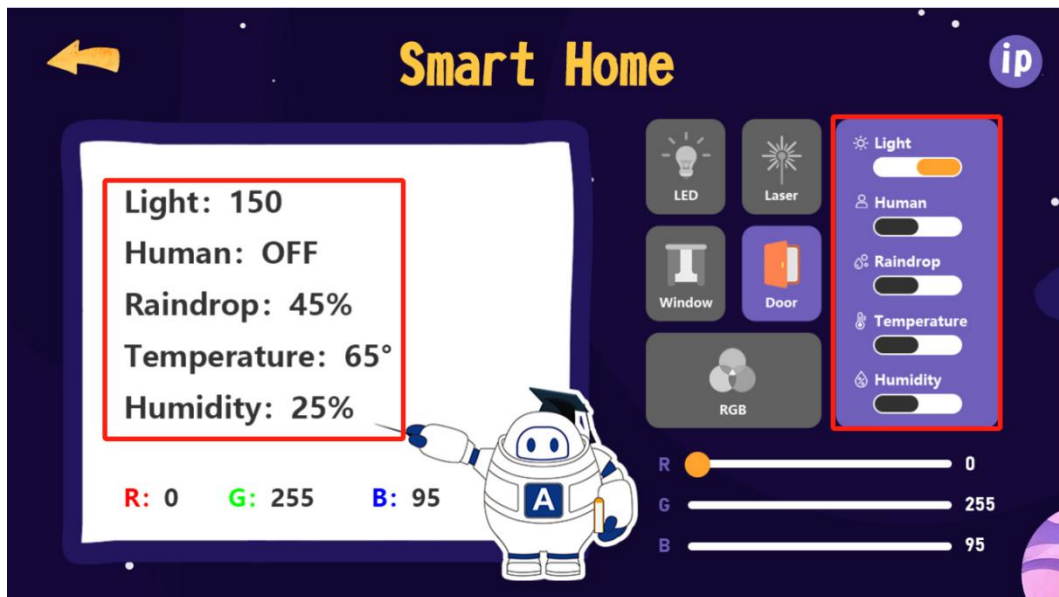 Smart Home
ip
Light: 150
Human: OFF
Raindrop: 45%
Temperature: 65°
Humidity: 25%
R: 0 G: 255 B: 95
A
LED
Laser
Window
Door
RGB
Light
Human
Raindrop
Temperature
Humidity
R 0
G 255
B 95